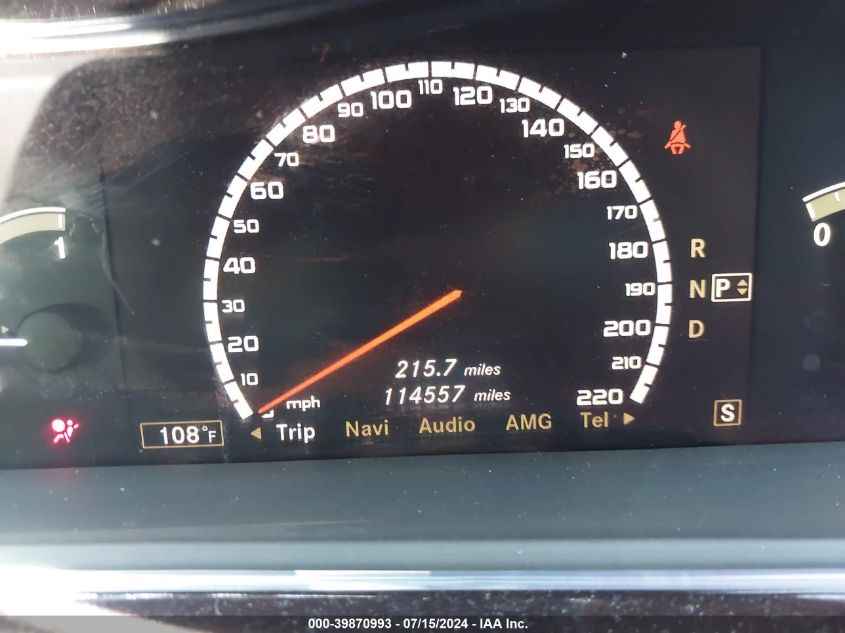 110
100 120
90 130
80 140
70 150
60 160
50 170
40 180 R
1 0
30 190 N P
20 200 D
10 210
215.7 miles
114557 miles
mph 220
108°F Trip Navi Audio AMG Tel S
000-39870993 - 07/15/2024 - IAA Inc.